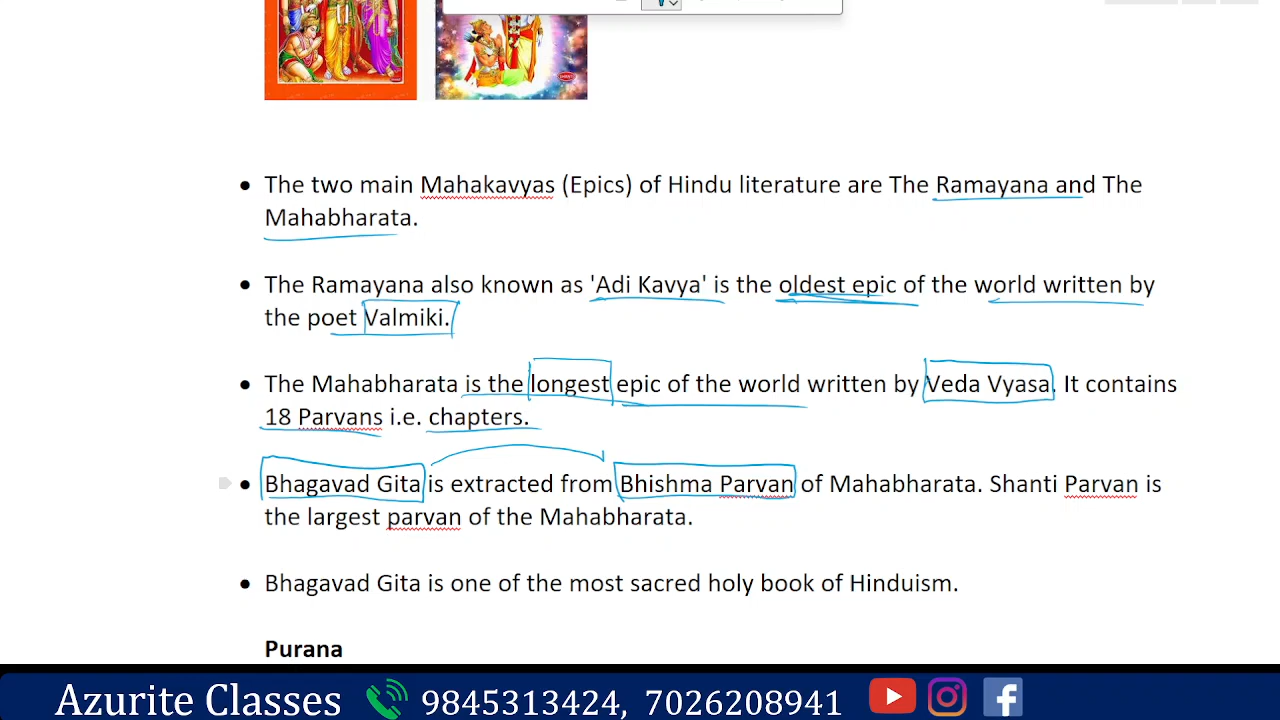 The two main Mahakavyas (Epics) of Hindu literature are The Ramayana and The
Mahabharata.
The Ramayana also known as 'Adi Kavya' is the oldest epic of the world written by
the poet Valmiki.
The Mahabharata is the longest epic of the world written by Veda Vyasa. It contains
18 Parvans i.e. chapters.
Bhagavad Gita is extracted from Bhishma Parvan of Mahabharata. Shanti Parvan is
the largest parvan of the Mahabharata.
Bhagavad Gita is one of the most sacred holy book of Hinduism.
Purana
Azurite Classes 9845313424, 7026208941